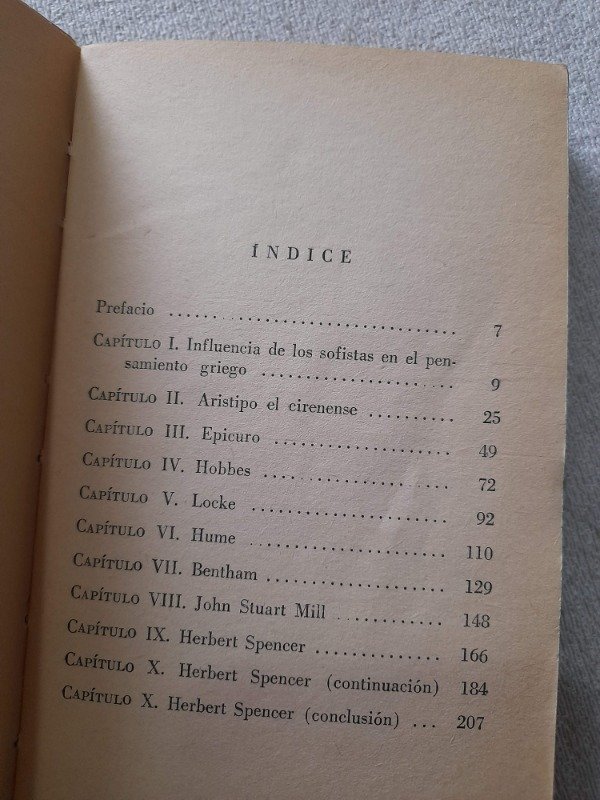 ÍNDICE
Prefacio ........................................ 7
CAPÍTULO I. Influencia de los sofistas en el pen-
samiento griego .......................... 9
CAPÍTULO II. Aristipo el cirenense .......... 25
CAPÍTULO III. Epicuro ..................... 49
CAPÍTULO IV. Hobbes ...................... 72
CAPÍTULO V. Locke ........................ 92
CAPÍTULO VI. Hume ........................ 110
CAPÍTULO VII. Bentham .................... 129
CAPÍTULO VIII. John Stuart Mill ............ 148
CAPÍTULO IX. Herbert Spencer .............. 166
CAPÍTULO X. Herbert Spencer (continuación) 184
CAPÍTULO X. Herbert Spencer (conclusión) ... 207